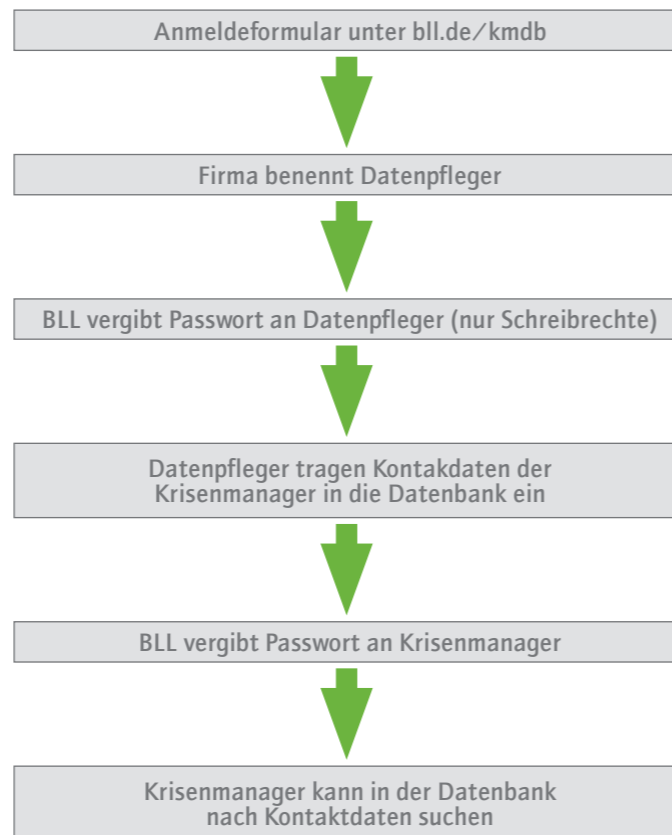 Anmeldeformular unter bll.de/kmdb
Firma benennt Datenpfleger
BLL vergibt Passwort an Datenpfleger (nur Schreibrechte)
Datenpfleger tragen Kontakdaten der
Krisenmanager in die Datenbank ein
BLL vergibt Passwort an Krisenmanager
Krisenmanager kann in der Datenbank
nach Kontaktdaten suchen